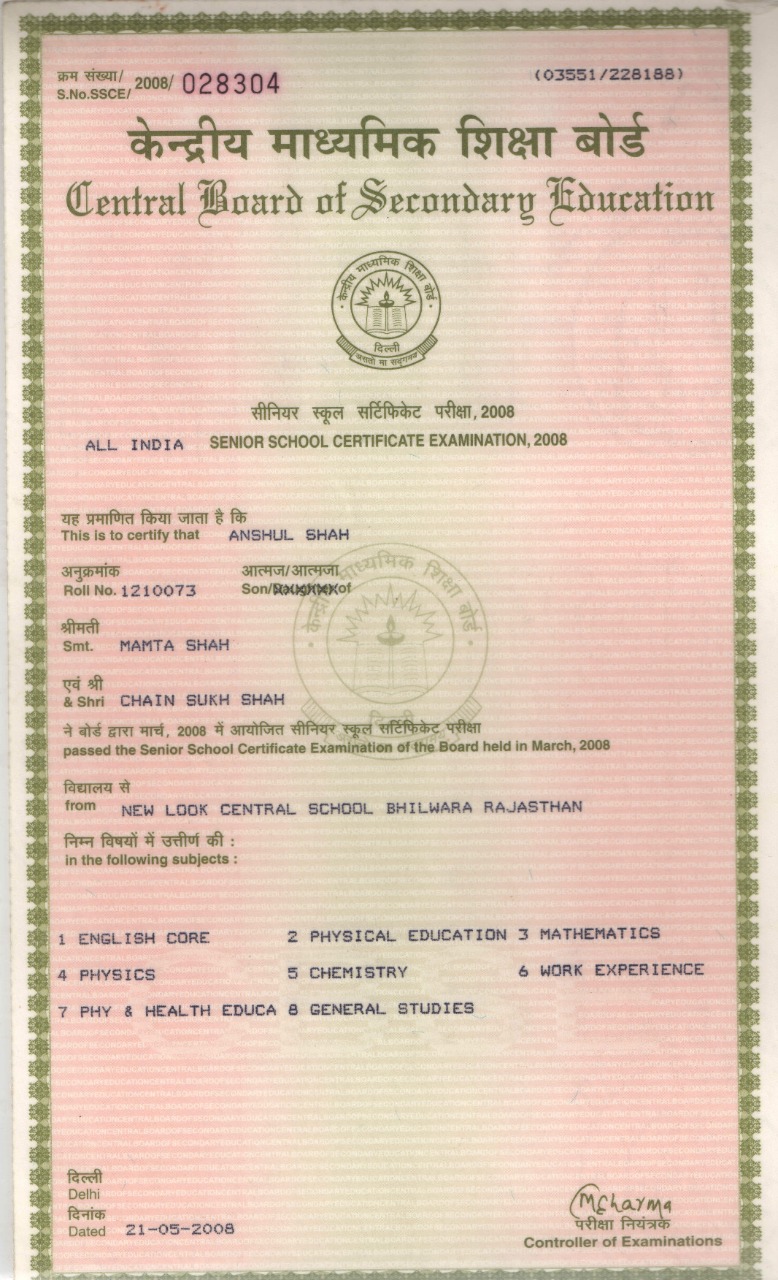 क्रम संख्या/
S.No.SSCE/ 2008/ 028304
(03551/228188)
केन्द्रीय माध्यमिक शिक्षा बोर्ड
Central Board of Secondary Education
केन्द्रीय माध्यमिक शिक्षा बोर्ड
दिल्ली
असतो मा सद्गमय
सीनियर स्कूल सर्टिफिकेट परीक्षा, 2008
ALL INDIA SENIOR SCHOOL CERTIFICATE EXAMINATION, 2008
यह प्रमाणित किया जाता है कि
This is to certify that ANSHUL SHAH
अनुक्रमांक आत्मज/आत्मजा
Roll No. 1210073 Son/Daughter of
श्रीमती
Smt. MAMTA SHAH
एवं श्री
& Shri CHAIN SUKH SHAH
ने बोर्ड द्वारा मार्च, 2008 में आयोजित सीनियर स्कूल सर्टिफिकेट परीक्षा
passed the Senior School Certificate Examination of the Board held in March, 2008
विद्यालय से
from NEW LOOK CENTRAL SCHOOL BHILWARA RAJASTHAN
निम्न विषयों में उत्तीर्ण की :
in the following subjects :
1 ENGLISH CORE 2 PHYSICAL EDUCATION 3 MATHEMATICS
4 PHYSICS 5 CHEMISTRY 6 WORK EXPERIENCE
7 PHY & HEALTH EDUCA 8 GENERAL STUDIES
दिल्ली
Delhi
दिनांक
Dated 21-05-2008
परीक्षा नियंत्रक
Controller of Examinations